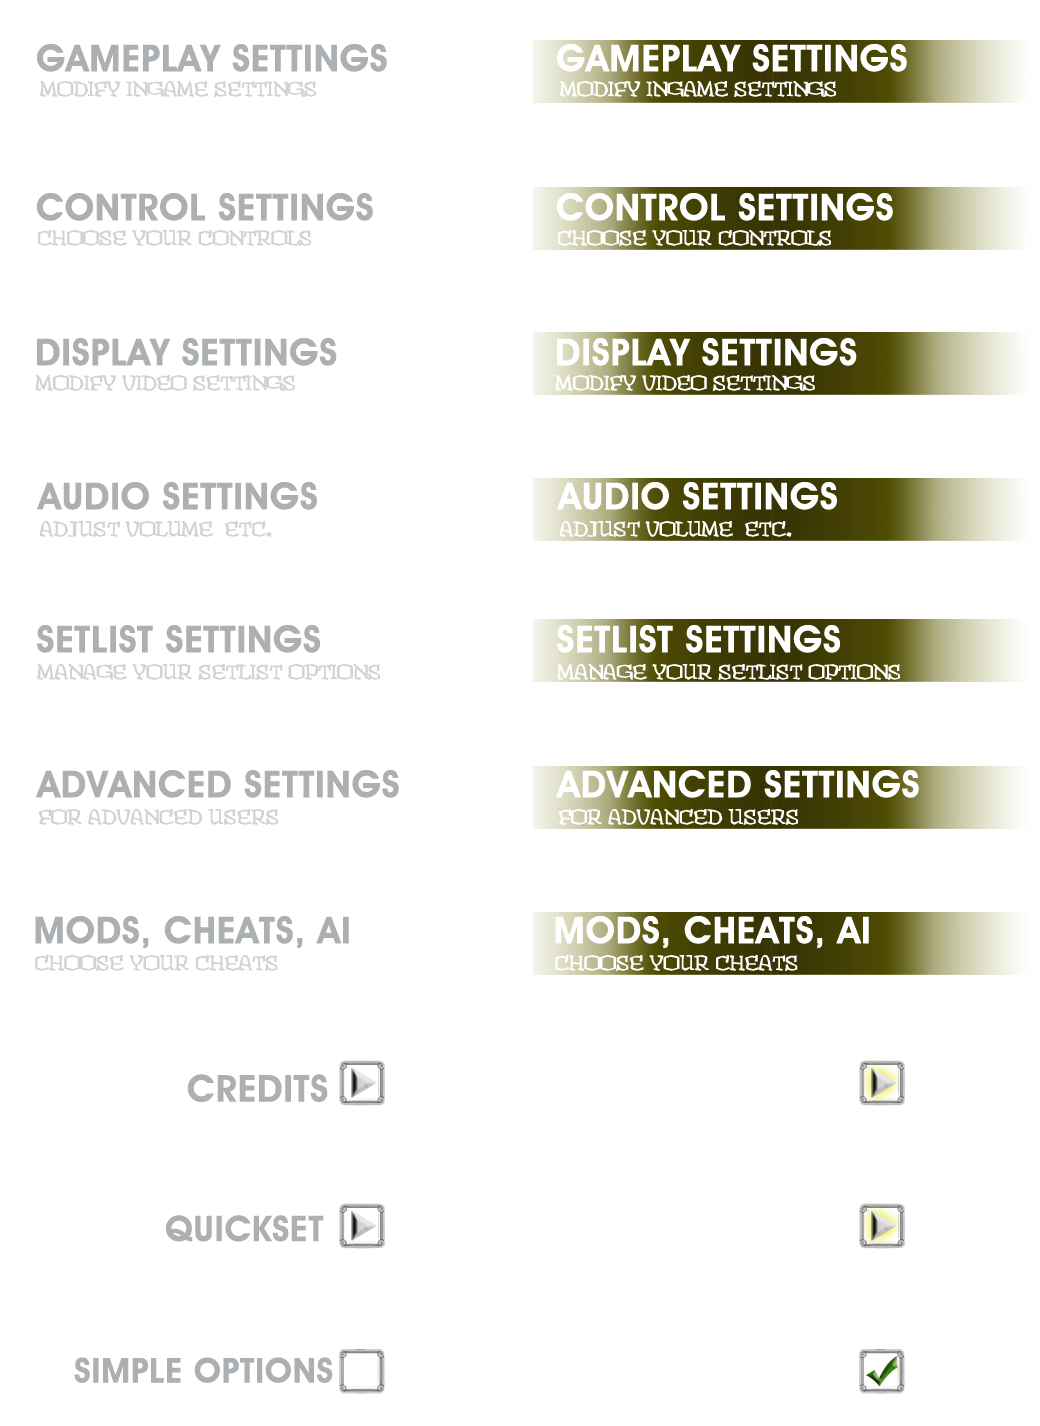 GAMEPLAY SETTINGS
MODIFY INGAME SETTINGS
GAMEPLAY SETTINGS
MODIFY INGAME SETTINGS
CONTROL SETTINGS
CHOOSE YOUR CONTROLS
CONTROL SETTINGS
CHOOSE YOUR CONTROLS
DISPLAY SETTINGS
MODIFY VIDEO SETTINGS
DISPLAY SETTINGS
MODIFY VIDEO SETTINGS
AUDIO SETTINGS
ADJUST VOLUME ETC.
AUDIO SETTINGS
ADJUST VOLUME ETC.
SETLIST SETTINGS
MANAGE YOUR SETLIST OPTIONS
SETLIST SETTINGS
MANAGE YOUR SETLIST OPTIONS
ADVANCED SETTINGS
FOR ADVANCED USERS
ADVANCED SETTINGS
FOR ADVANCED USERS
MODS, CHEATS, AI
CHOOSE YOUR CHEATS
MODS, CHEATS, AI
CHOOSE YOUR CHEATS
CREDITS
QUICKSET
SIMPLE OPTIONS